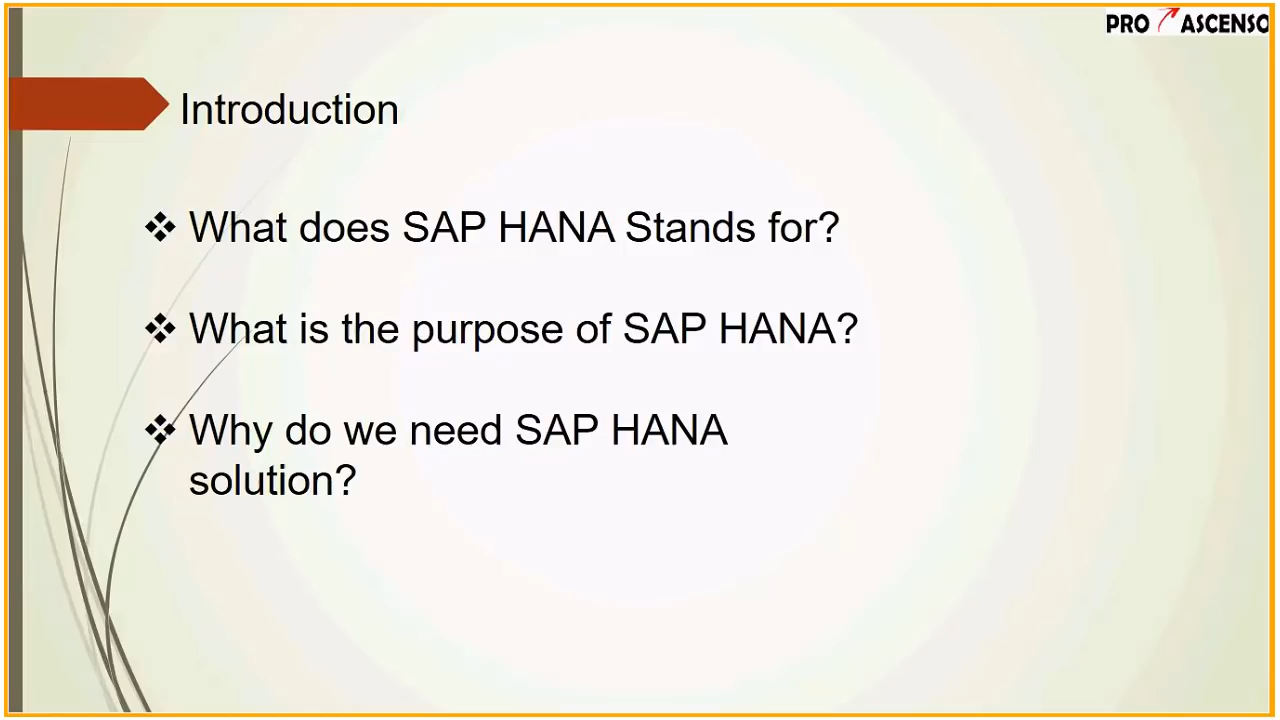 PRO ASCENSO
Introduction
❖ What does SAP HANA Stands for?
❖ What is the purpose of SAP HANA?
❖ Why do we need SAP HANA
solution?